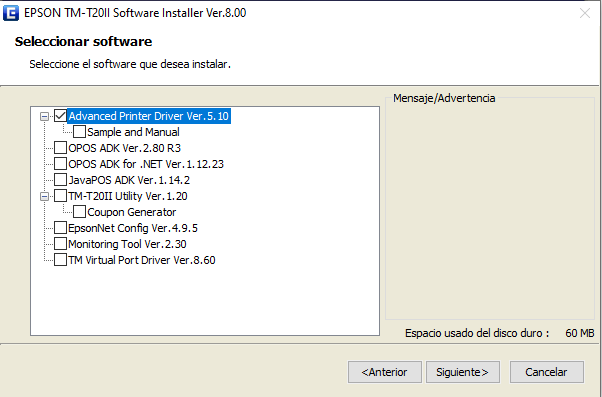 EPSON TM-T20II Software Installer Ver.8.00
Seleccionar software
Seleccione el software que desea instalar.
Mensaje/Advertencia
Advanced Printer Driver Ver.5.10
Sample and Manual
OPOS ADK Ver.2.80 R3
OPOS ADK for .NET Ver.1.12.23
JavaPOS ADK Ver.1.14.2
TM-T20II Utility Ver.1.20
Coupon Generator
EpsonNet Config Ver.4.9.5
Monitoring Tool Ver.2.30
TM Virtual Port Driver Ver.8.60
Espacio usado del disco duro : 60 MB
<Anterior Siguiente> Cancelar